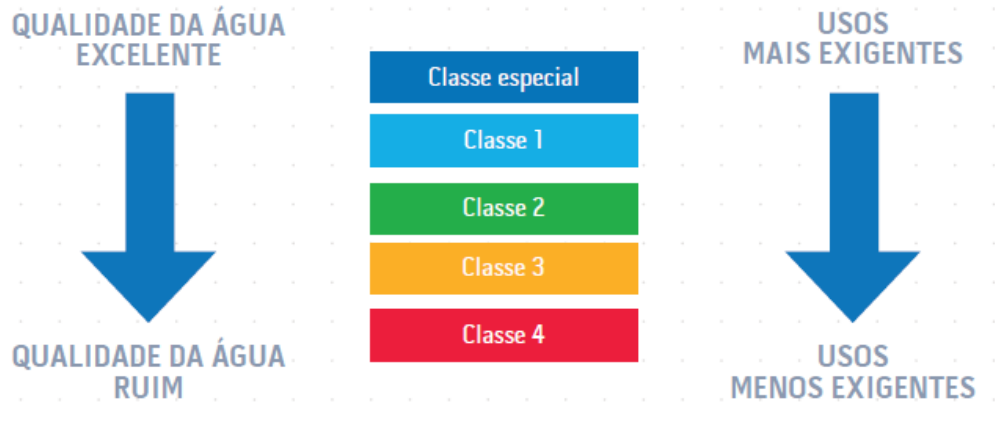 QUALIDADE DA ÁGUA
EXCELENTE
USOS
MAIS EXIGENTES
Classe especial
Classe 1
Classe 2
Classe 3
Classe 4
QUALIDADE DA ÁGUA
RUIM
USOS
MENOS EXIGENTES